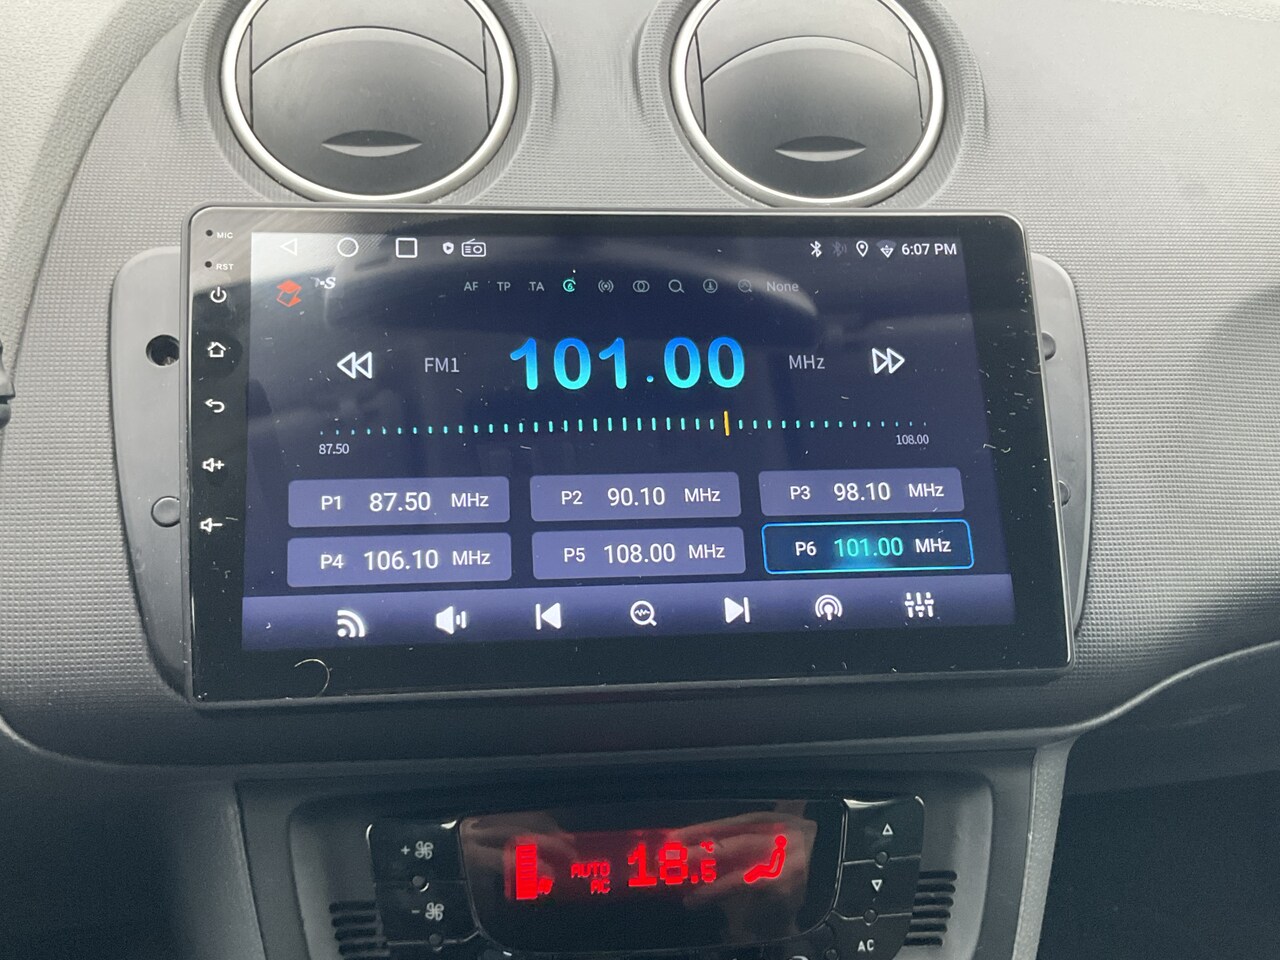 MIC
RST
6:07 PM
AF TP TA None
FM1 101.00 MHz
87.50 108.00
P1 87.50 MHz P2 90.10 MHz P3 98.10 MHz
P4 106.10 MHz P5 108.00 MHz P6 101.00 MHz
AUTO 18.5 °C
AC
+
-
AC